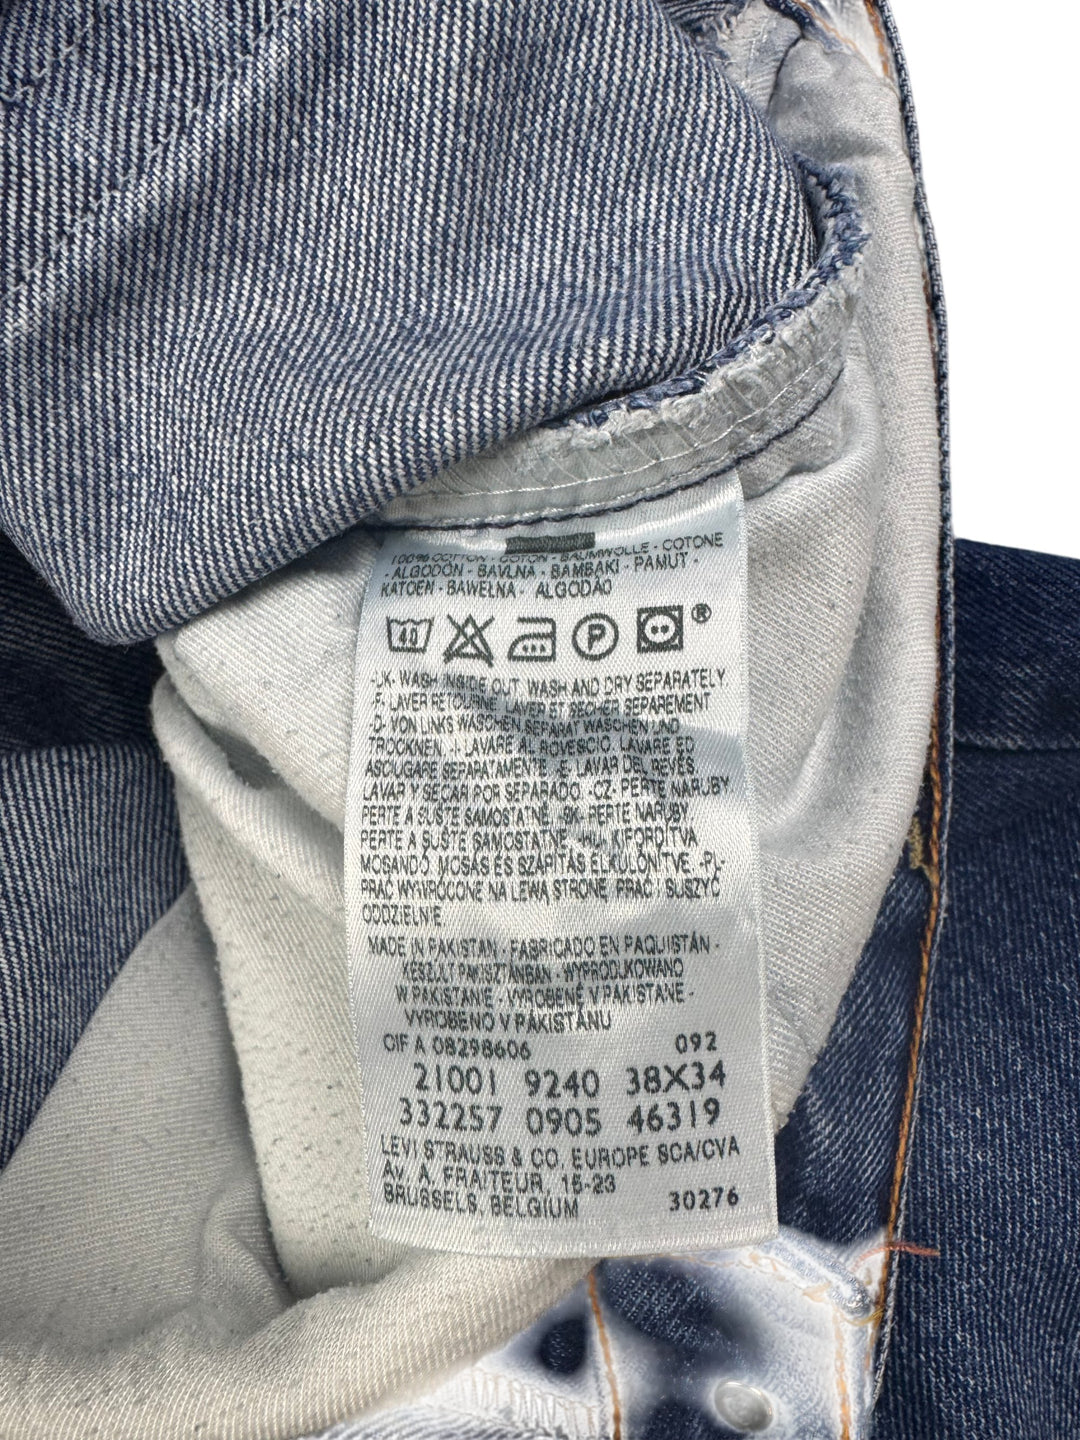 100% COTTON - COTON - BAUMWOLLE - COTONE
- ALGODÓN - BAVLNA - BAMBAKI - PAMUT -
KATOEN - BAWEŁNA - ALGODÃO
40 P ®
-UK- WASH INSIDE OUT. WASH AND DRY SEPARATELY
-F- LAVER RETOURNE LAVER ET SECHER SEPAREMENT
-D- VON LINKS WASCHEN SEPARAT WASCHEN UND
TROCKNEN. -I- LAVARE AL ROVESCIO. LAVARE ED
ASCIUGARE SEPARATAMENTE -E- LAVAR DEL REVÉS
LAVAR Y SECAR POR SEPARADO -CZ- PERTE NARUBY
PERTE A SUŠTE SAMOSTATNĚ. -SK- PERTE NARUBY
PERTE A SUŠTE SAMOSTATNE. -HU- KIFORDÍTVA
MOSANDÓ. MOSÁS ÉS SZÁRÍTÁS ELKÜLÖNÍTVE. -PL-
PRAĆ WYWRÓCONE NA LEWĄ STRONĘ. PRAĆ I SUSZYĆ
ODDZIELNIE
MADE IN PAKISTAN - FABRICADO EN PAQUISTÁN -
KÉSZÜLT PAKISZTÁNBAN - WYPRODUKOWANO
W PAKISTANIE - VYROBENÉ V PAKISTANE -
VYROBENO V PÁKISTÁNU
CIF A 08298606 092
21001 9240 38X34
332257 0905 46319
LEVI STRAUSS & CO. EUROPE SCA/CVA
Av. A. FRAITEUR, 15-23
BRUSSELS, BELGIUM 30276